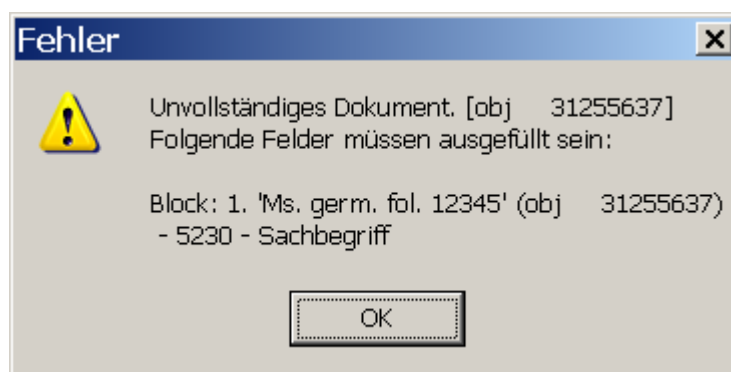 Fehler
Unvollständiges Dokument. [obj 31255637]
Folgende Felder müssen ausgefüllt sein:
Block: 1. 'Ms. germ. fol. 12345' (obj 31255637)
- 5230 - Sachbegriff
OK